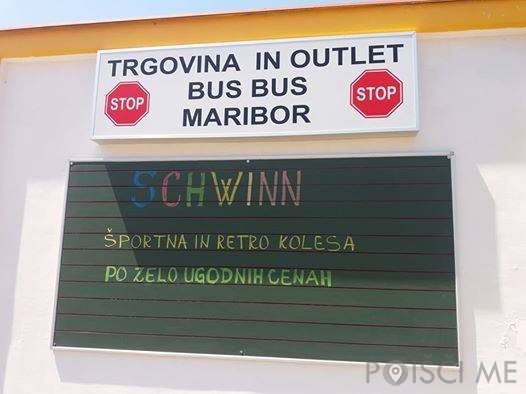 TRGOVINA IN OUTLET
STOP BUS BUS STOP
MARIBOR
SCHWINN
ŠPORTNA IN RETRO KOLESA
PO ZELO UGODNIH CENAH
POIŠČI ME